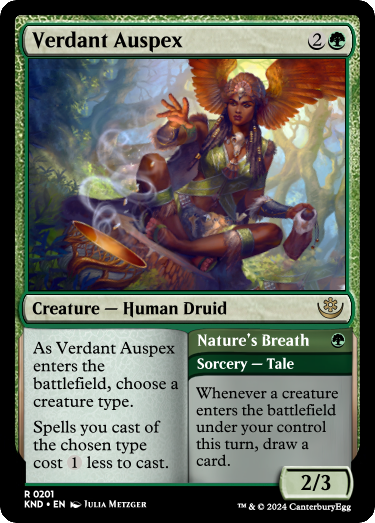 Verdant Auspex 2
Creature — Human Druid
As Verdant Auspex
enters the
battlefield, choose a
creature type.
Spells you cast of
the chosen type
cost 1 less to cast.
Nature's Breath
Sorcery — Tale
Whenever a creature
enters the battlefield
under your control
this turn, draw a
card.
2/3
R 0201
KND • EN Julia Metzger
™ & © 2024 CanterburyEgg